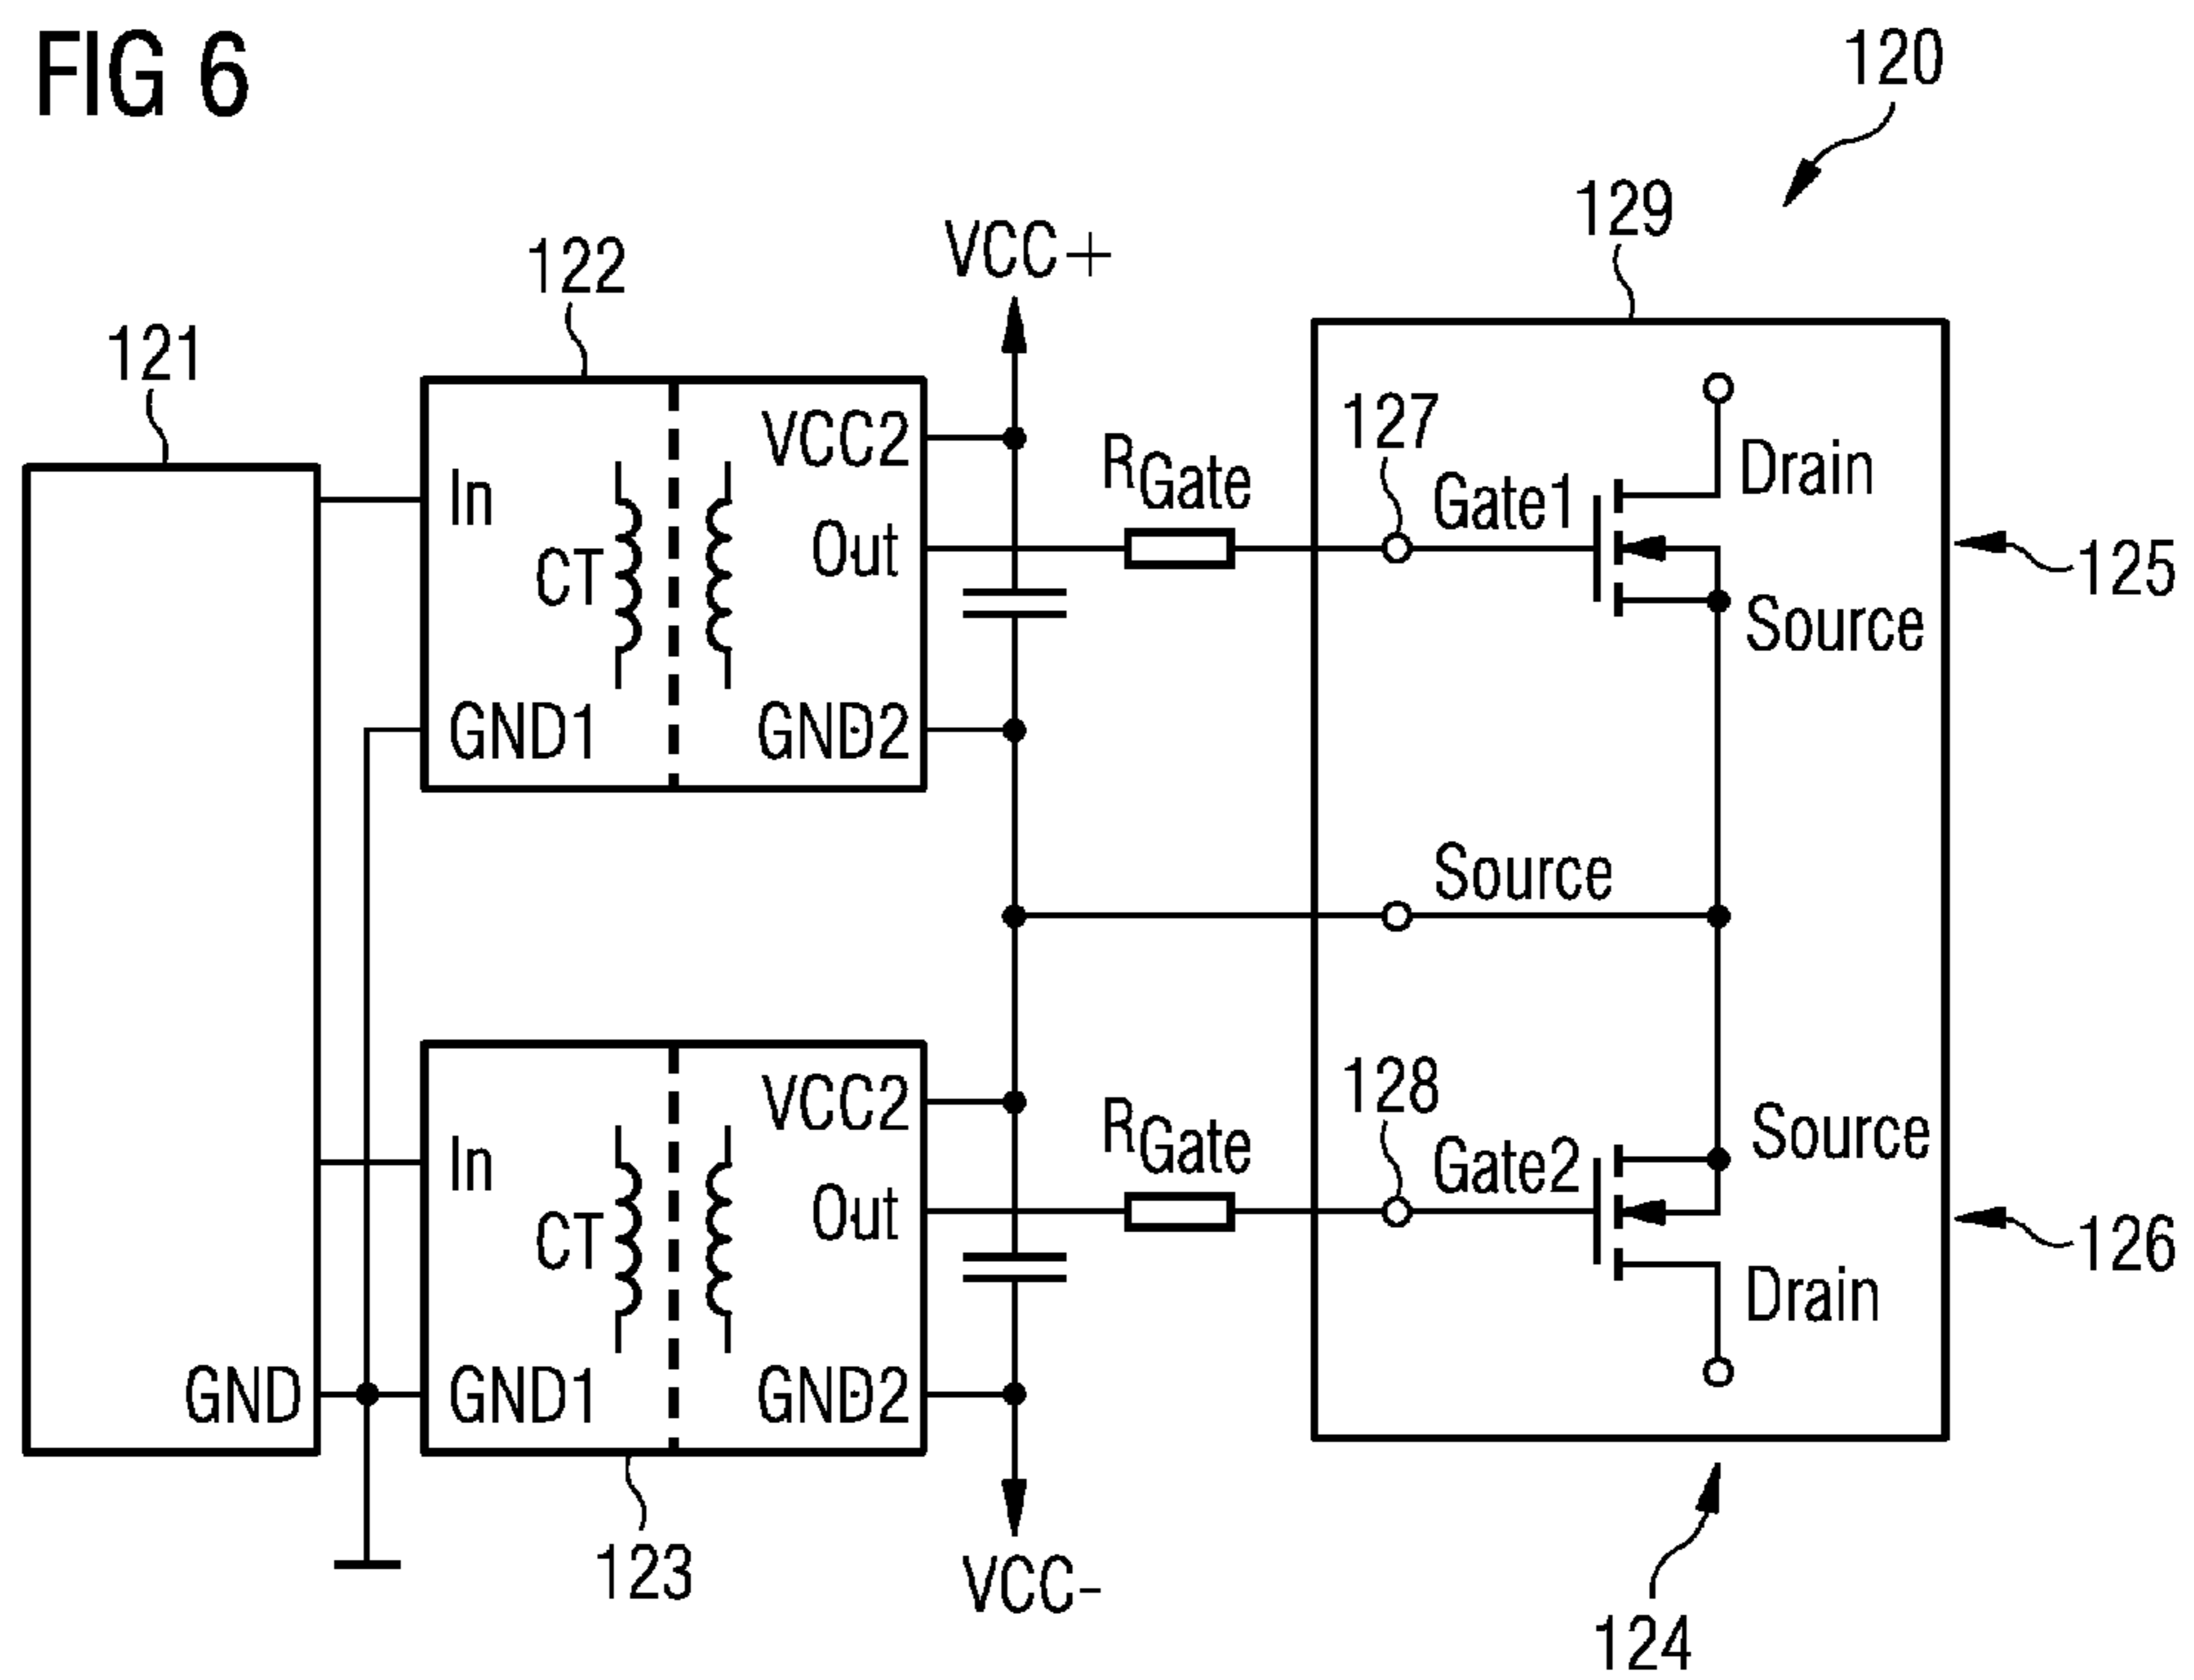 FIG 6
120
129
VCC+
122
121
127
VCC2
RGate
Gate1
Drain
In
Out
CT
125
Source
GND1
GND2
Source
128
VCC2
RGate
Gate2
Source
In
Out
CT
126
Drain
GND
GND1
GND2
123
VCC-
124